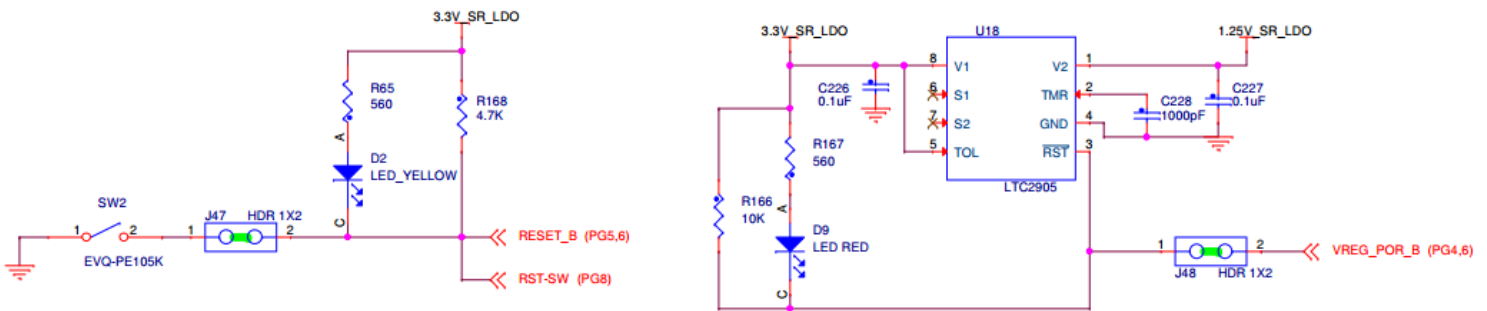 3.3V_SR_LDO
R65
560
R168
4.7K
A
D2
LED_YELLOW
C
SW2
1
2
EVQ-PE105K
J47
HDR 1X2
1
2
RESET_B (PG5,6)
RST-SW (PG8)
3.3V_SR_LDO
U18
1.25V_SR_LDO
8
V1
V2
1
C226
0.1uF
6
S1
TMR
2
C228
1000pF
C227
0.1uF
7
S2
GND
4
5
TOL
RST
3
LTC2905
R167
560
R166
10K
A
D9
LED RED
C
1
2
J48
HDR 1X2
VREG_POR_B (PG4,6)